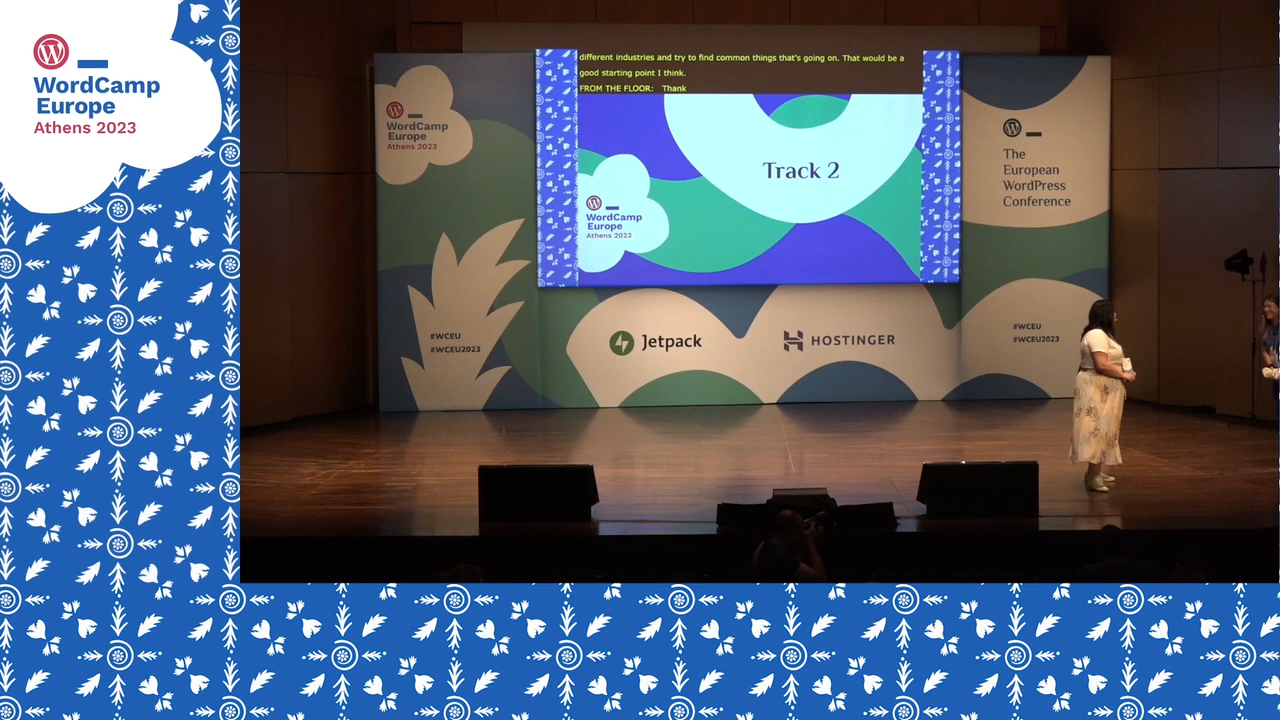 WordCamp
Europe
Athens 2023
different industries and try to find common things that's going on. That would be a
good starting point I think.
FROM THE FLOOR: Thank
Track 2
WordCamp
Europe
Athens 2023
WordCamp
Europe
Athens 2023
The
European
WordPress
Conference
#WCEU
#WCEU2023
Jetpack
HOSTINGER
#WCEU
#WCEU2023